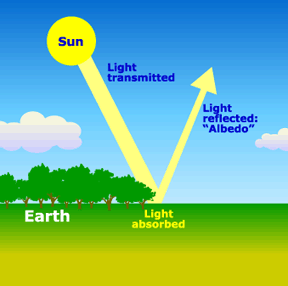 Sun
Light
transmitted
Light
reflected:
“Albedo”
Earth
Light
absorbed